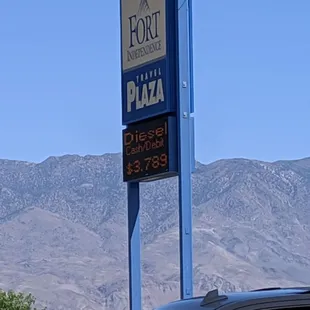 FORT
INDEPENDENCE
TRAVEL
PLAZA
Diesel
Cash/Debit
$3.789